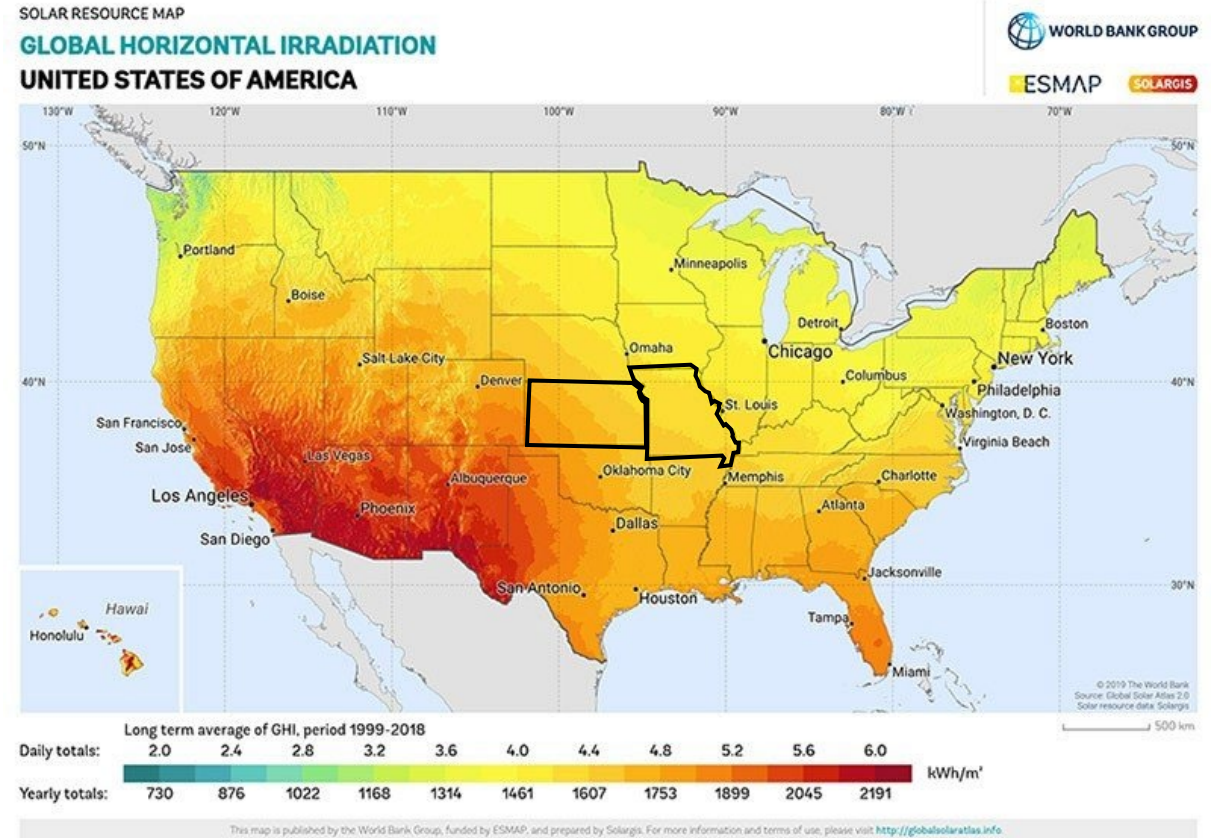 SOLAR RESOURCE MAP
GLOBAL HORIZONTAL IRRADIATION
UNITED STATES OF AMERICA
WORLD BANK GROUP
ESMAP
SOLARGIS
130°W 120°W 110°W 100°W 90°W 80°W 70°W
50°N 50°N
Portland
Minneapolis
Boise
Detroit
Boston
Omaha
Chicago
Salt Lake City
New York
Denver
Columbus
40°N 40°N
Philadelphia
St. Louis
Washington, D. C.
San Francisco
Virginia Beach
San Jose
Las Vegas
Oklahoma City
Albuquerque
Memphis
Charlotte
Los Angeles
Phoenix
Atlanta
Dallas
San Diego
Jacksonville
30°N
San Antonio
Houston
Hawai
Tampa
Honolulu
Miami
© 2019 The World Bank
Source: Global Solar Atlas 2.0
Solar resource data: Solargis
500 km
Long term average of GHI, period 1999-2018
Daily totals: 2.0 2.4 2.8 3.2 3.6 4.0 4.4 4.8 5.2 5.6 6.0
kWh/m²
Yearly totals: 730 876 1022 1168 1314 1461 1607 1753 1899 2045 2191
This map is published by the World Bank Group, funded by ESMAP, and prepared by Solargis. For more information and terms of use, please visit http://globalsolaratlas.info.